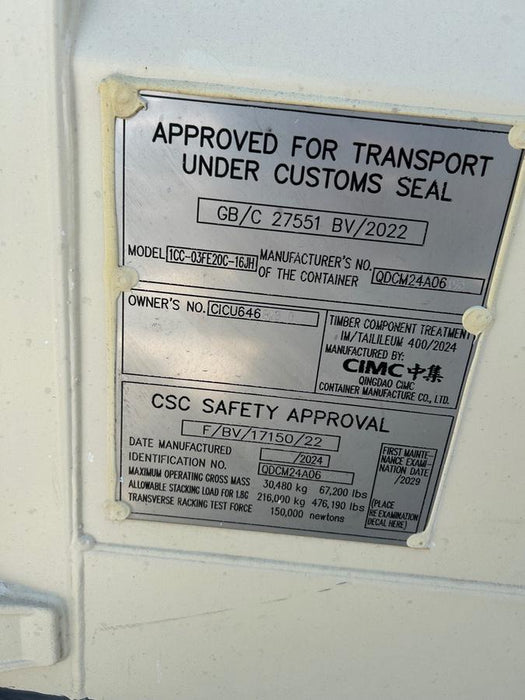 APPROVED FOR TRANSPORT
UNDER CUSTOMS SEAL
GB/C 27551 BV/2022
MODEL 1CC-03FE20C-16JH
MANUFACTURER'S NO.
OF THE CONTAINER
QDCM24A06
OWNER'S NO. CICU646
TIMBER COMPONENT TREATMENT
IM/TAILILEUM 400/2024
MANUFACTURED BY:
CIMC 中集
QINGDAO CIMC
CONTAINER MANUFACTURE CO., LTD.
CSC SAFETY APPROVAL
F/BV/17150/22
DATE MANUFACTURED /2024
IDENTIFICATION NO. QDCM24A06
MAXIMUM OPERATING GROSS MASS 30,480 kg 67,200 lbs
ALLOWABLE STACKING LOAD FOR 1.8G 216,090 kg 476,190 lbs
TRANSVERSE RACKING TEST FORCE 150,000 newtons
FIRST MAINTE-
NANCE EXAMI-
NATION DATE
/2029
(PLACE
RE EXAMINATION
DECAL HERE)